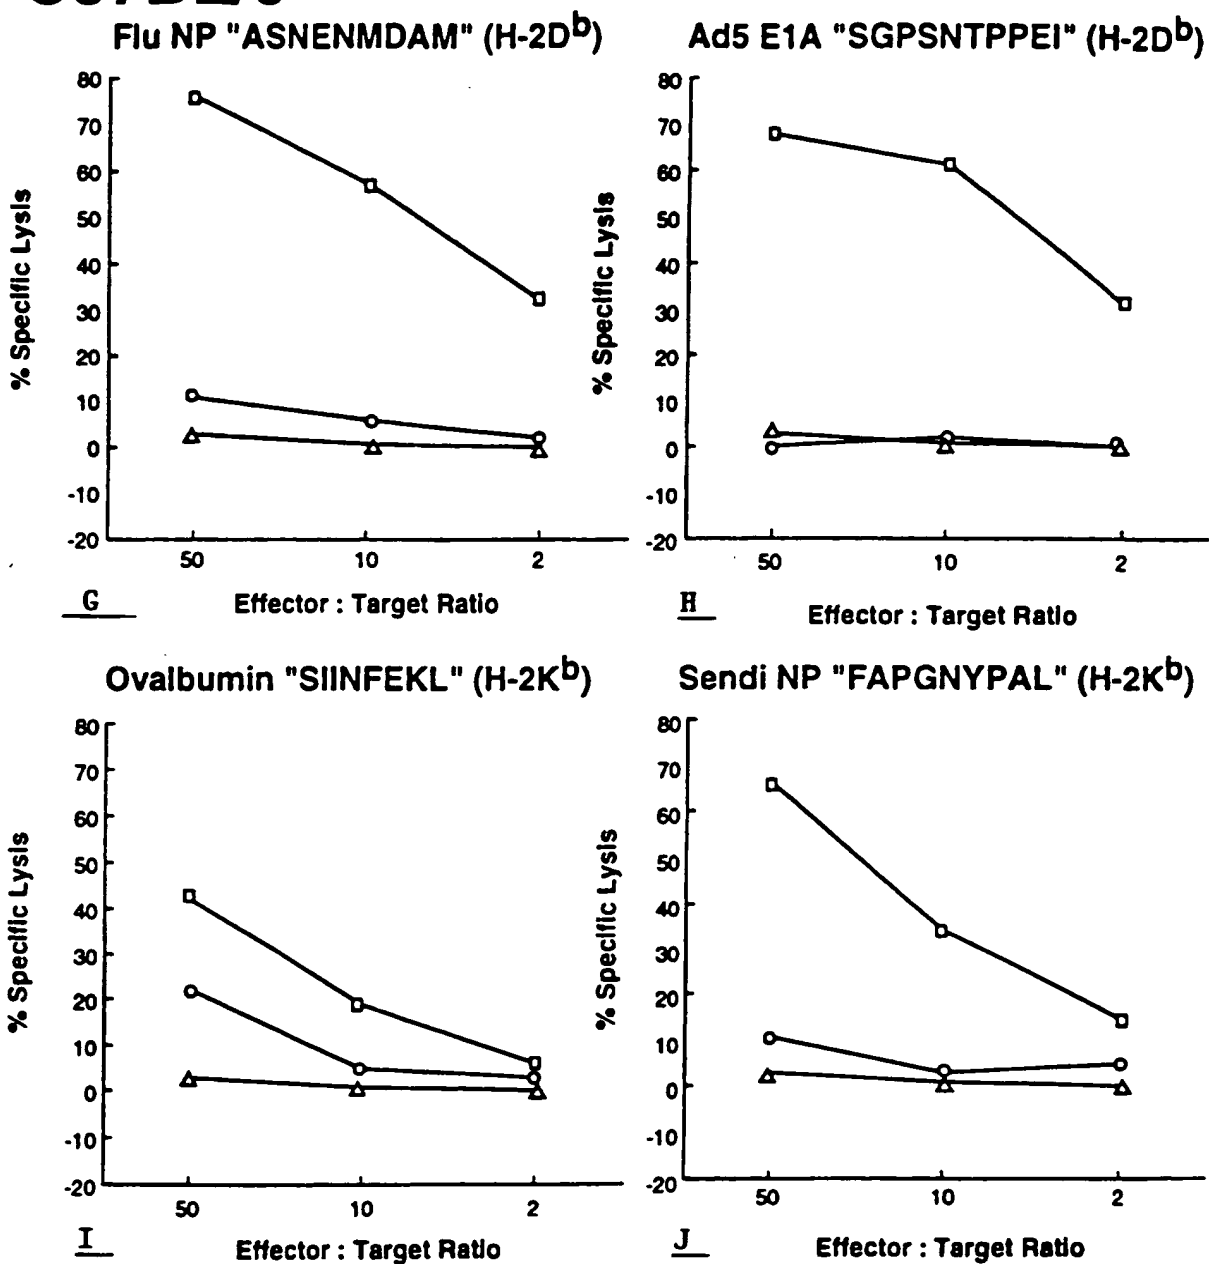 Flu NP "ASNENMDAM" (H-2Db)
80
70
60
50
40
30
20
10
0
-10
-20
% Specific Lysis
50 10 2
G
Effector : Target Ratio
Ad5 E1A "SGPSNTPPEI" (H-2Db)
80
70
60
50
40
30
20
10
0
-10
-20
% Specific Lysis
50 10 2
H
Effector : Target Ratio
Ovalbumin "SIINFEKL" (H-2Kb)
80
70
60
50
40
30
20
10
0
-10
-20
% Specific Lysis
50 10 2
I
Effector : Target Ratio
Sendi NP "FAPGNYPAL" (H-2Kb)
80
70
60
50
40
30
20
10
0
-10
-20
% Specific Lysis
50 10 2
J
Effector : Target Ratio